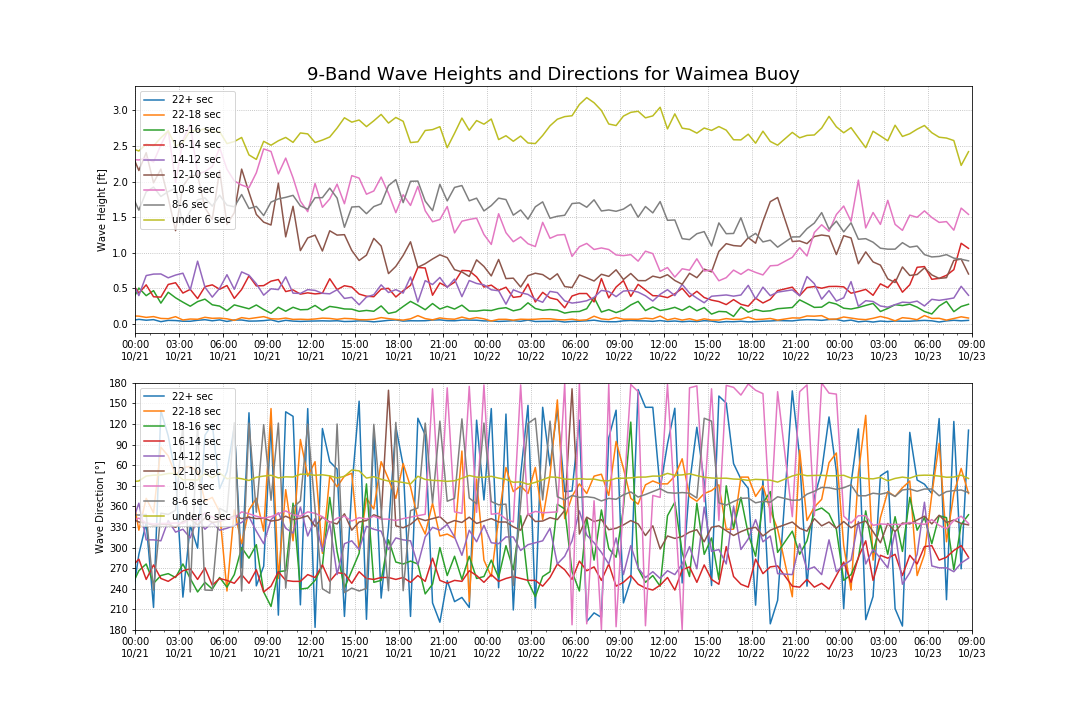 9-Band Wave Heights and Directions for Waimea Buoy
Wave Height [ft]
3.0
2.5
2.0
1.5
1.0
0.5
0.0
22+ sec
22-18 sec
18-16 sec
16-14 sec
14-12 sec
12-10 sec
10-8 sec
8-6 sec
under 6 sec
00:00 03:00 06:00 09:00 12:00 15:00 18:00 21:00 00:00 03:00 06:00 09:00 12:00 15:00 18:00 21:00 00:00 03:00 06:00 09:00
10/21 10/21 10/21 10/21 10/21 10/21 10/21 10/21 10/22 10/22 10/22 10/22 10/22 10/22 10/22 10/22 10/23 10/23 10/23 10/23
Wave Direction [°]
180
150
120
90
60
30
360
330
300
270
240
210
180
22+ sec
22-18 sec
18-16 sec
16-14 sec
14-12 sec
12-10 sec
10-8 sec
8-6 sec
under 6 sec
00:00 03:00 06:00 09:00 12:00 15:00 18:00 21:00 00:00 03:00 06:00 09:00 12:00 15:00 18:00 21:00 00:00 03:00 06:00 09:00
10/21 10/21 10/21 10/21 10/21 10/21 10/21 10/21 10/22 10/22 10/22 10/22 10/22 10/22 10/22 10/22 10/23 10/23 10/23 10/23